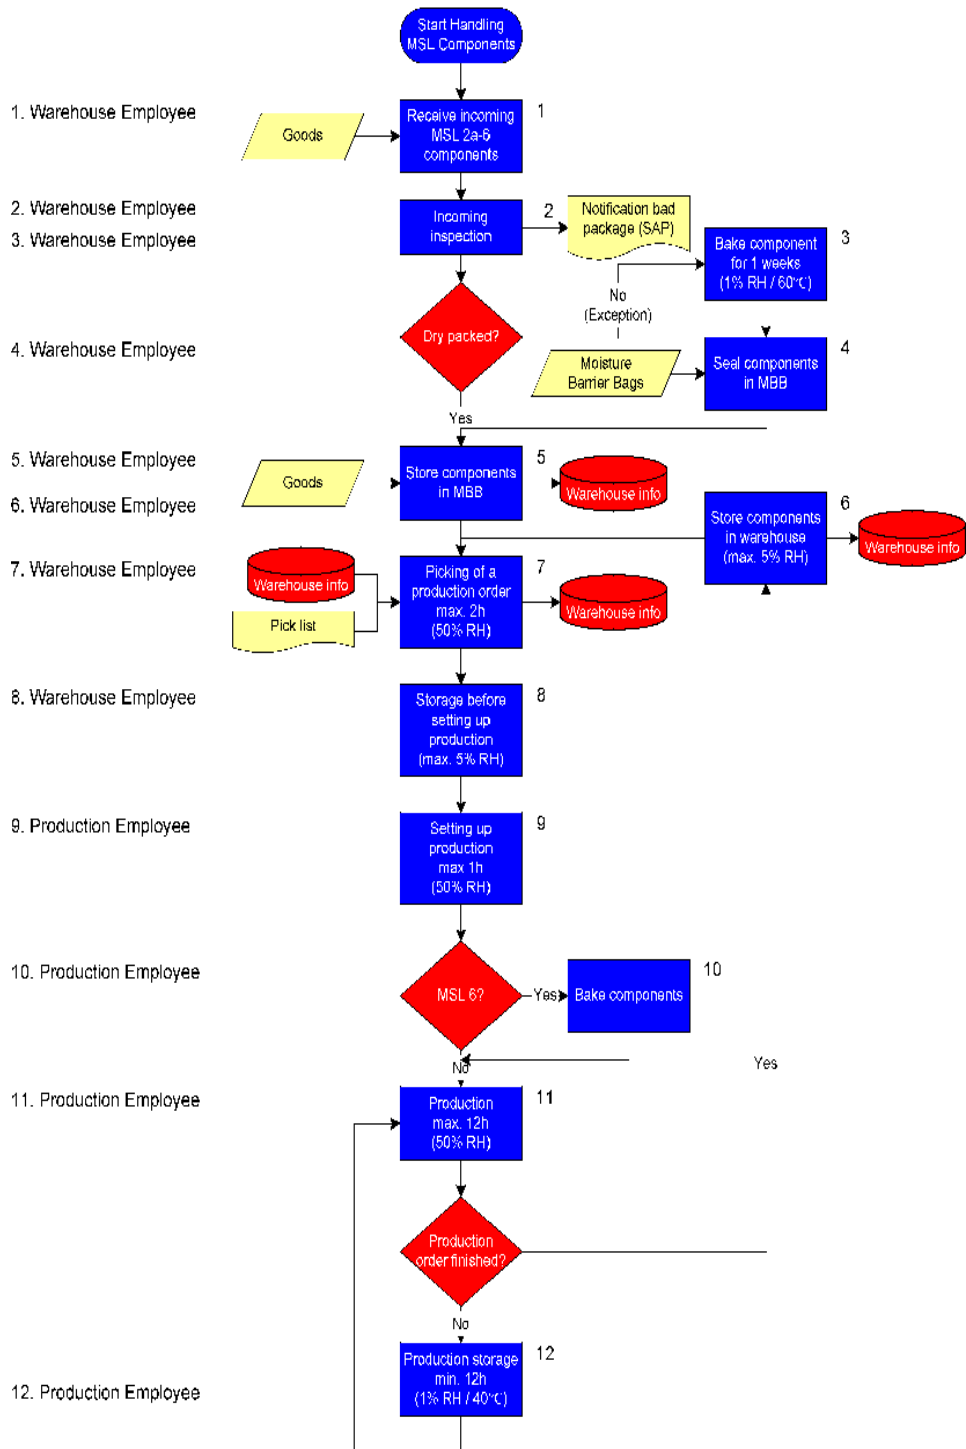 Start Handling
MSL Components
1. Warehouse Employee
Goods
Receive incoming
MSL 2a-6
components
1
2. Warehouse Employee
3. Warehouse Employee
Incoming
inspection
2
Notification bad
package (SAP)
Bake component
for 1 weeks
(1% RH / 60°C)
3
No
(Exception)
4. Warehouse Employee
Dry packed?
Moisture
Barrier Bags
Seal components
in MBB
4
Yes
5. Warehouse Employee
6. Warehouse Employee
Goods
Store components
in MBB
5
Warehouse info
Store components
in warehouse
(max. 5% RH)
6
Warehouse info
7. Warehouse Employee
Warehouse info
Pick list
Picking of a
production order
max. 2h
(50% RH)
7
Warehouse info
8. Warehouse Employee
Storage before
setting up
production
(max. 5% RH)
8
9. Production Employee
Setting up
production
max 1h
(50% RH)
9
10. Production Employee
MSL 6?
Yes
Bake components
10
No
Yes
11. Production Employee
Production
max. 12h
(50% RH)
11
Production
order finished?
No
12. Production Employee
Production storage
min. 12h
(1% RH / 40°C)
12